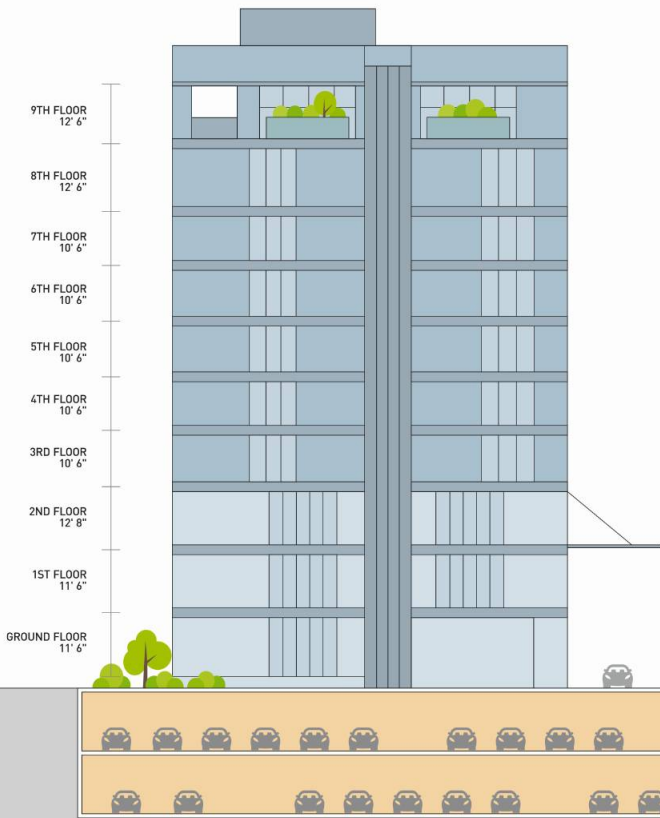 9TH FLOOR
12' 6"
8TH FLOOR
12' 6"
7TH FLOOR
10' 6"
6TH FLOOR
10' 6"
5TH FLOOR
10' 6"
4TH FLOOR
10' 6"
3RD FLOOR
10' 6"
2ND FLOOR
12' 8"
1ST FLOOR
11' 6"
GROUND FLOOR
11' 6"